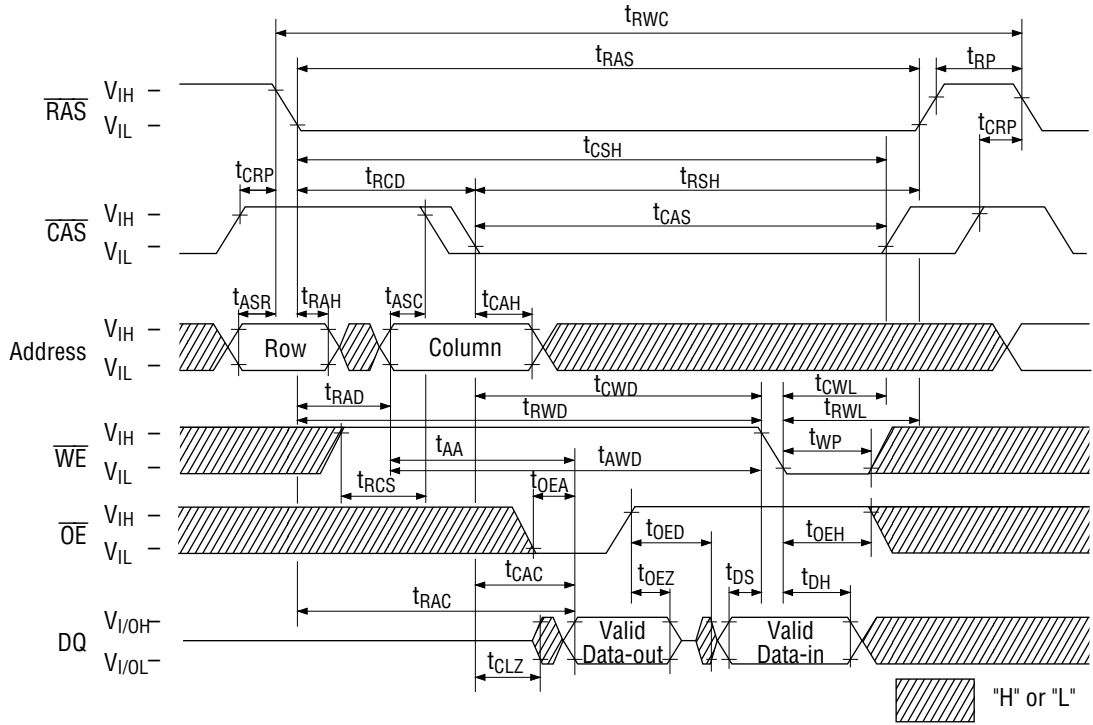 tRWC
tRAS
tRP
RAS
VIH
VIL
tCRP
tCSH
tCRP
tRCD
tRSH
CAS
VIH
VIL
tCAS
tASR
tRAH
tASC
tCAH
Address
VIH
VIL
Row
Column
tRAD
tCWD
tCWL
tRWD
tRWL
WE
VIH
VIL
tAA
tAWD
tWP
tRCS
tOEA
OE
VIH
VIL
tOED
tOEH
tCAC
tOEZ
tDS
tDH
tRAC
DQ
VI/OH
VI/OL
Valid
Data-out
Valid
Data-in
tCLZ
"H" or "L"